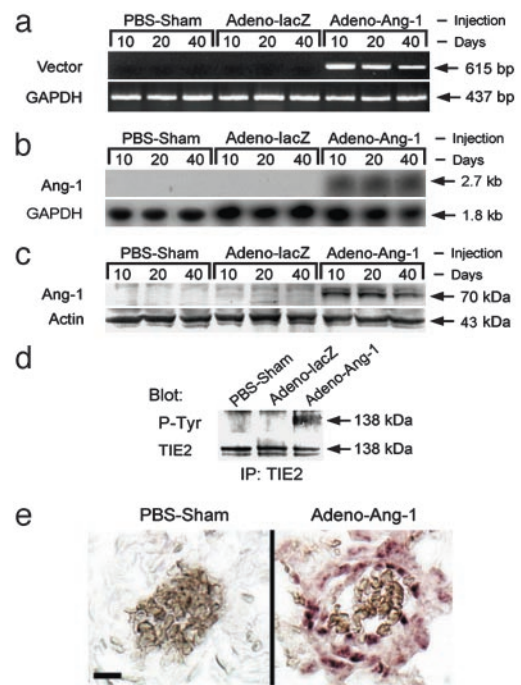 a
PBS-Sham Adeno-lacZ Adeno-Ang-1 – Injection
10 20 40 10 20 40 10 20 40 – Days
Vector 615 bp
GAPDH 437 bp
b
PBS-Sham Adeno-lacZ Adeno-Ang-1 – Injection
10 20 40 10 20 40 10 20 40 – Days
Ang-1 2.7 kb
GAPDH 1.8 kb
c
PBS-Sham Adeno-lacZ Adeno-Ang-1 – Injection
10 20 40 10 20 40 10 20 40 – Days
Ang-1 70 kDa
Actin 43 kDa
d
Blot: PBS-Sham Adeno-lacZ Adeno-Ang-1
P-Tyr 138 kDa
TIE2 138 kDa
IP: TIE2
e
PBS-Sham Adeno-Ang-1